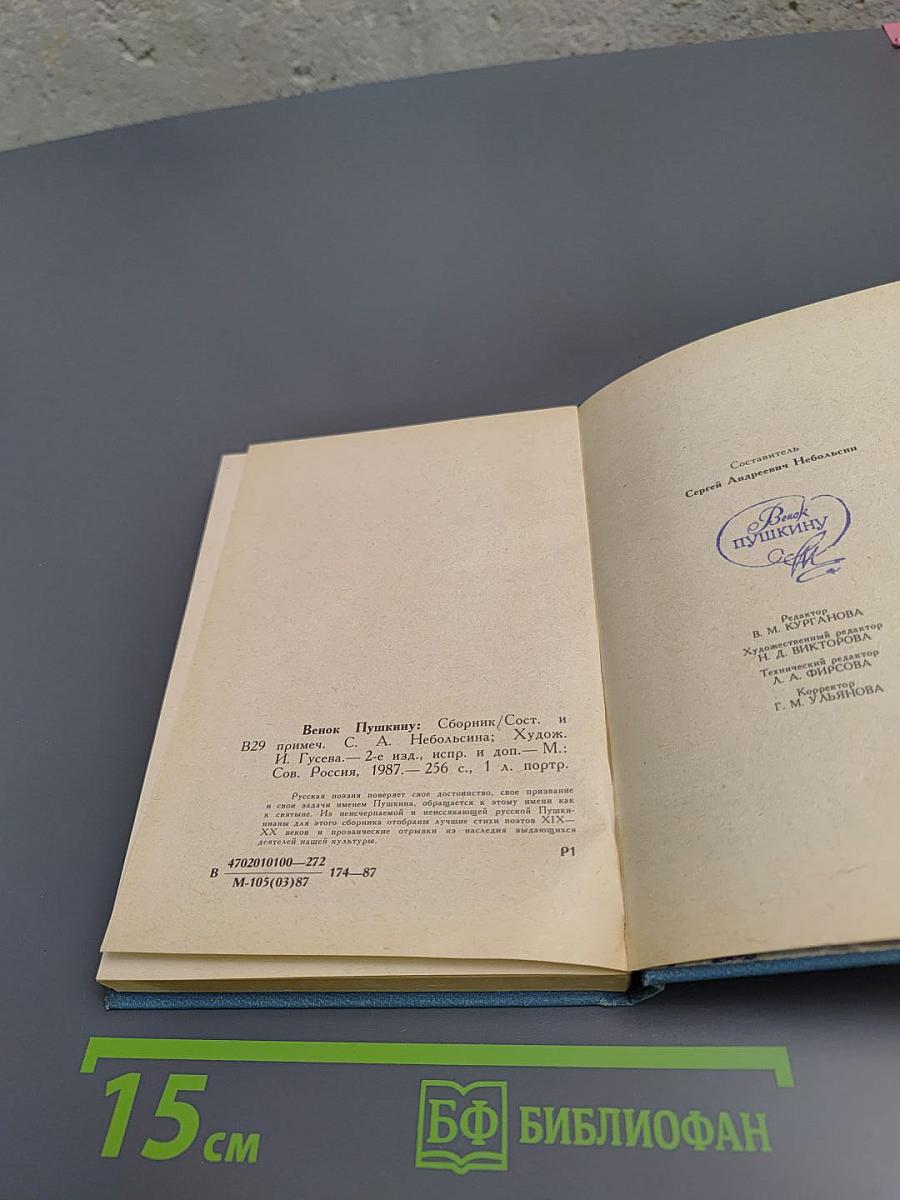 Венок Пушкину: Сборник/Сост. и
В29 примеч. С. А. Небольсина; Худож.
И. Гусева.— 2-е изд., испр. и доп.— М.:
Сов. Россия, 1987.— 256 с., 1 л. портр.
Русская поэзия поверяет свое достоинство, свое призвание
и свои задачи именем Пушкина, обращается к этому имени как
к святыне. Из неисчерпаемой и неиссякающей русской Пушки-
нианы для этого сборника отобраны лучшие стихи поэтов XIX—
XX веков и прозаические отрывки из наследия выдающихся
деятелей нашей культуры.
Р1
В 4702010100—272 174—87
М-105(03)87
Составитель
Сергей Андреевич Небольсин
Венок
ПУШКИНУ
Редактор
В. М. КУРГАНОВА
Художественный редактор
Н. Д. ВИКТОРОВА
Технический редактор
Л. А. ФИРСОВА
Корректор
Г. М. УЛЬЯНОВА
15 см
БФ БИБЛИОФАН